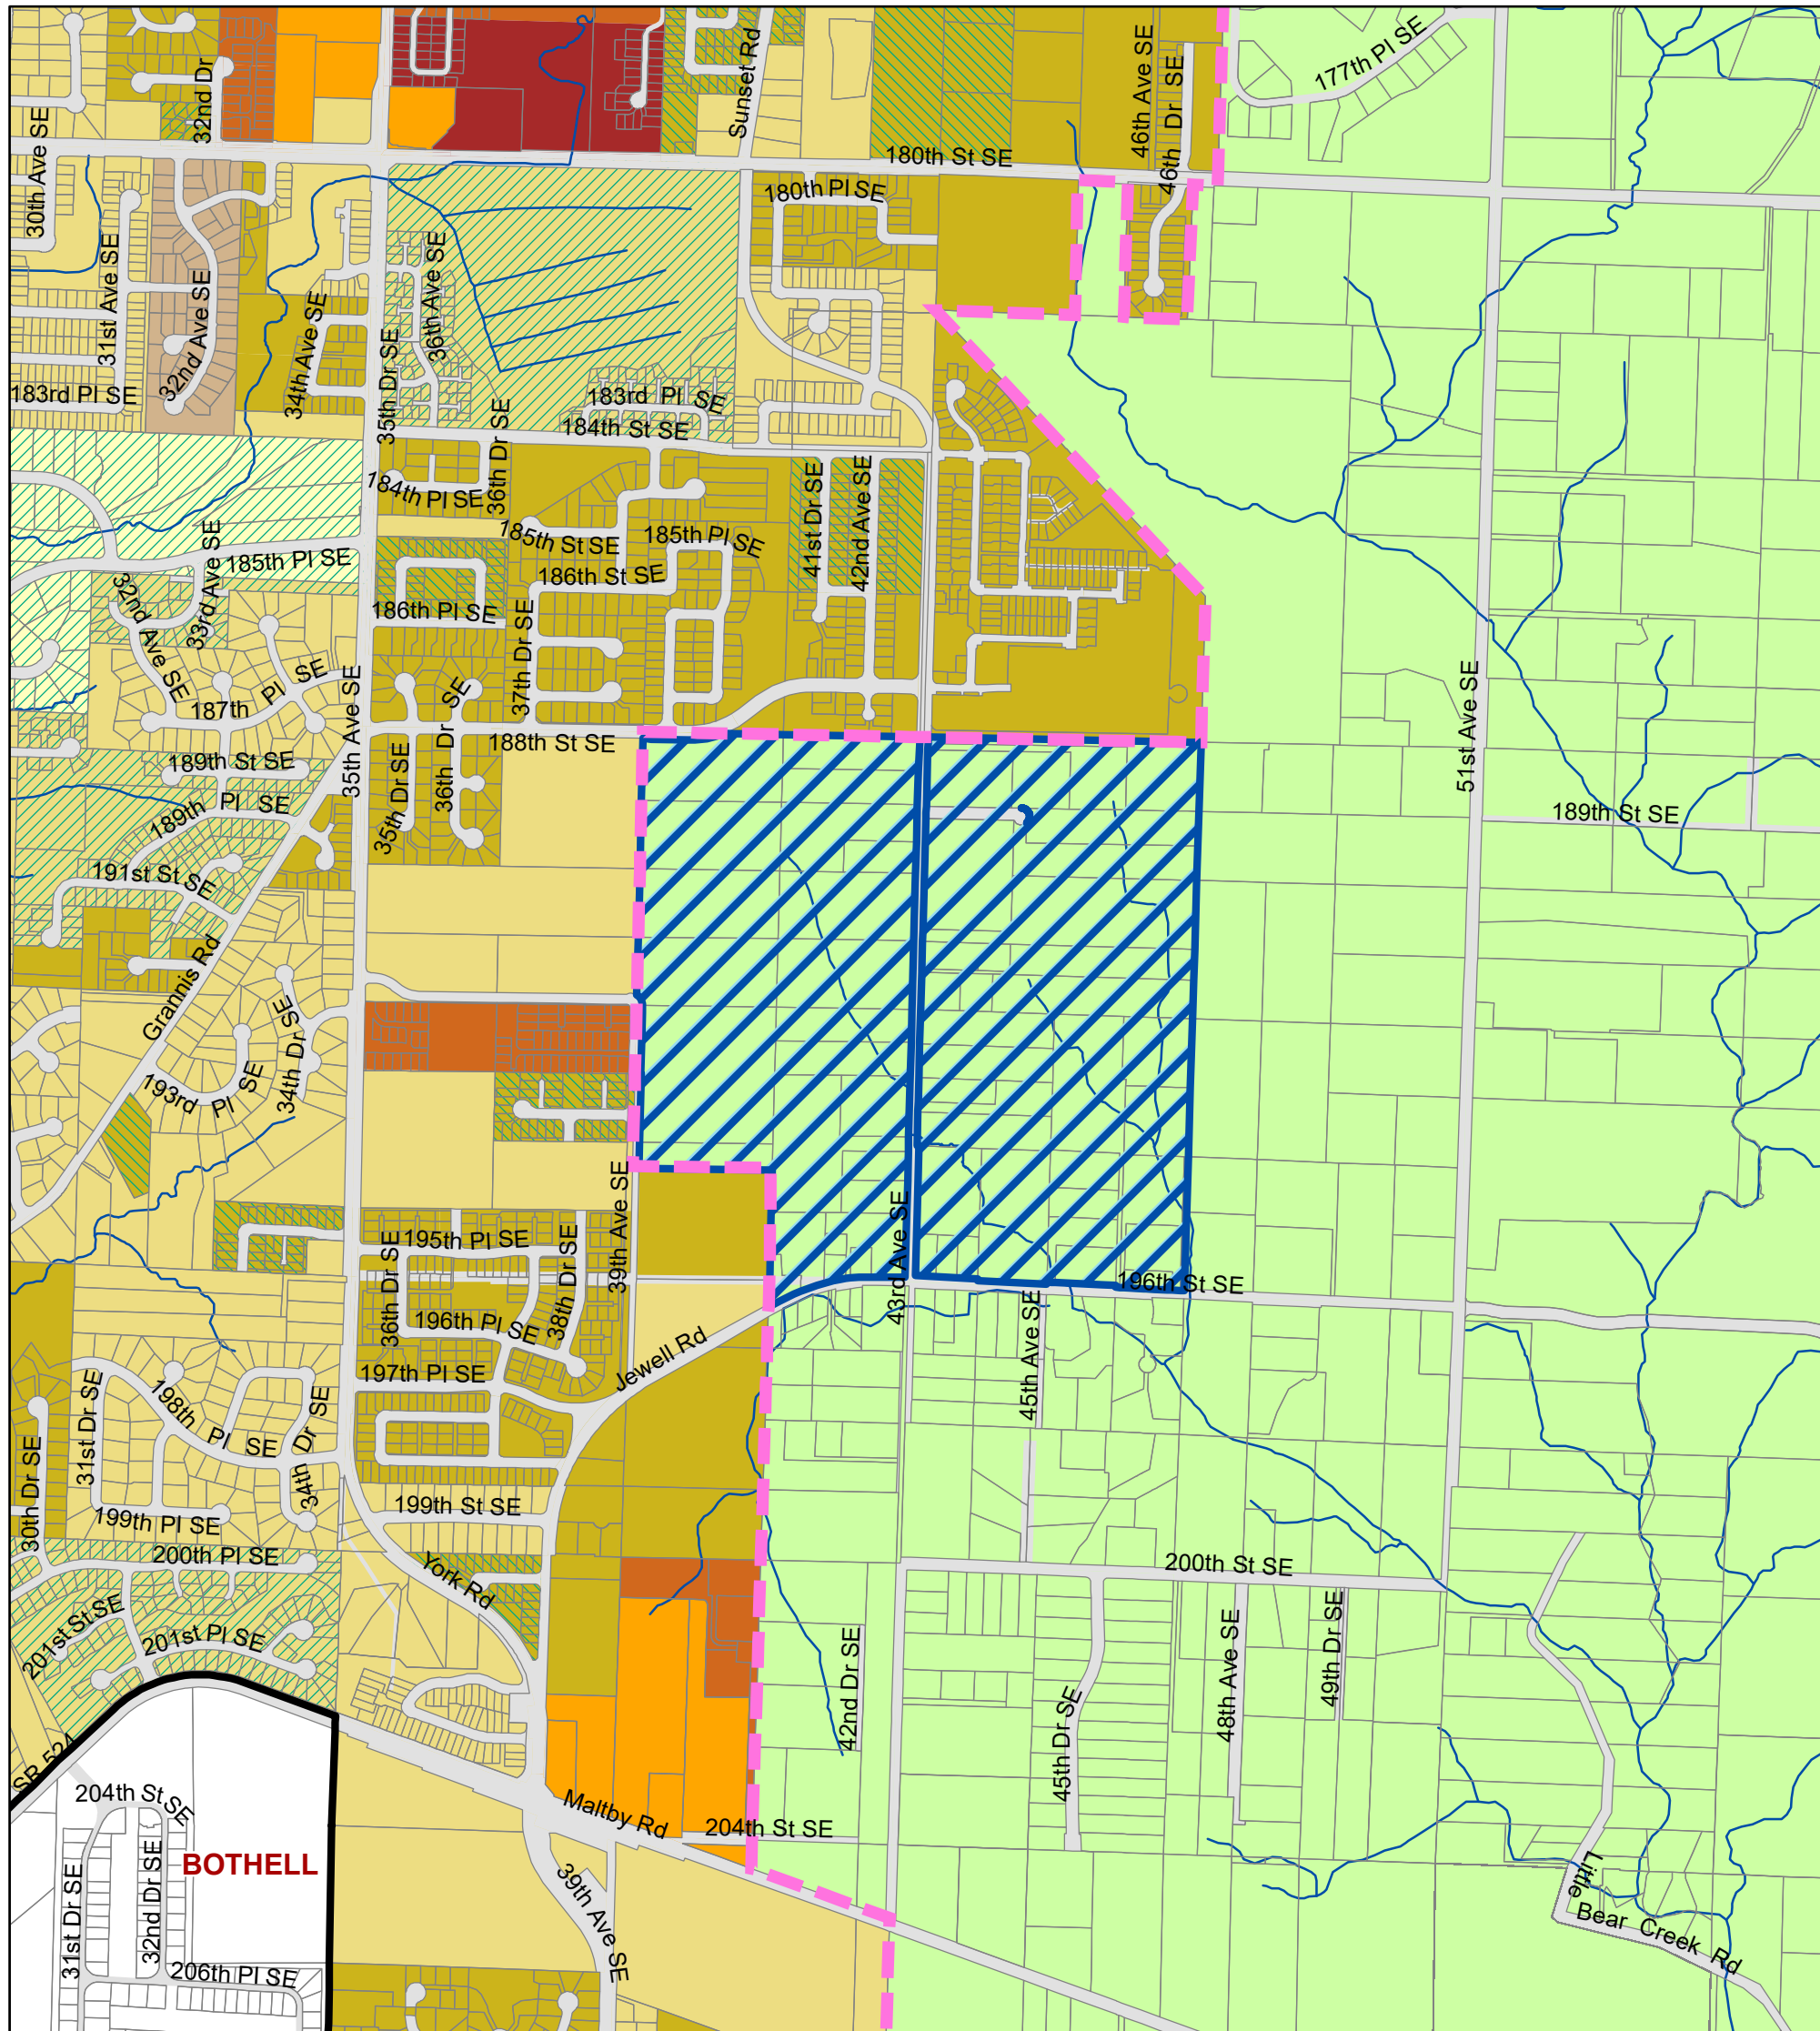 46th Ave SE
177th Pl SE
Sunset Rd
32nd Dr
46th Dr SE
30th Ave SE
180th St SE
180th Pl SE
31st Ave SE
36th Ave SE
32nd Ave SE
34th Ave SE
35th Dr SE
183rd Pl SE
183rd Pl SE
184th St SE
36th Dr SE
184th Pl SE
41st Dr SE
42nd Ave SE
185th St SE
185th Pl SE
33rd Ave SE
185th Pl SE
186th St SE
32nd Ave SE
186th Pl SE
37th Dr SE
187th Pl SE
35th Ave SE
36th Dr SE
188th St SE
51st Ave SE
189th St SE
35th Dr SE
189th Pl SE
189th St SE
191st St SE
Grannis Rd
34th Dr SE
193rd Pl SE
39th Ave SE
43rd Ave SE
195th Pl SE
36th Dr SE
38th Dr SE
196th St SE
196th Pl SE
45th Ave SE
Jewell Rd
197th Pl SE
31st Dr SE
198th Pl SE
34th Dr SE
30th Dr SE
199th St SE
199th Pl SE
200th Pl SE
York Rd
200th St SE
201st St SE
201st Pl SE
42nd Dr SE
48th Ave SE
49th Dr SE
45th Dr SE
SR 524
204th St SE
Maltby Rd
204th St SE
32nd Dr SE
BOTHELL
31st Dr SE
39th Ave SE
206th Pl SE
Little
Bear Creek Rd